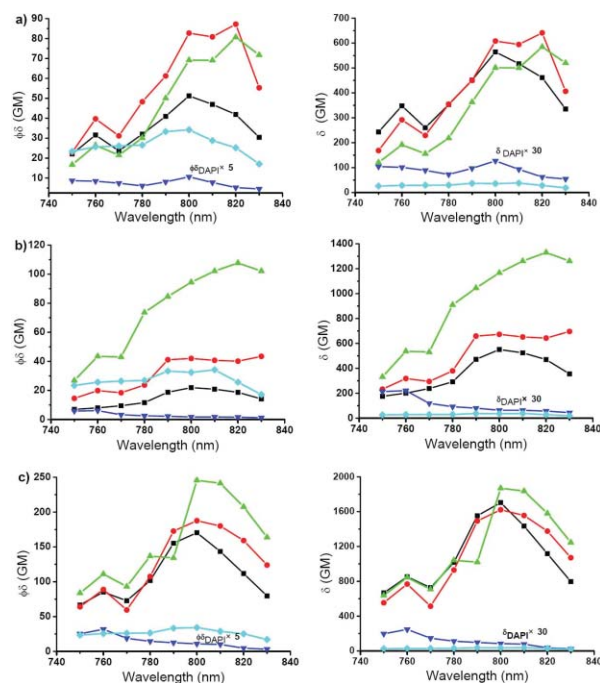 a)
90
80
70
60
50
40
30
20
10
ϕδ (GM)
ϕδDAPI× 5
740 760 780 800 820 840
Wavelength (nm)
700
600
500
400
300
200
100
0
δ (GM)
δ DAPI× 30
740 760 780 800 820 840
Wavelength (nm)
b)
120
100
80
60
40
20
0
ϕδ (GM)
740 760 780 800 820 840
Wavelength (nm)
1400
1200
1000
800
600
400
200
0
δ (GM)
δDAPI× 30
740 760 780 800 820 840
Wavelength (nm)
c)
250
200
150
100
50
0
ϕδ (GM)
ϕδDAPI× 5
740 760 780 800 820 840
Wavelength (nm)
2000
1600
1200
800
400
0
δ (GM)
δDAPI× 30
740 760 780 800 820 840
Wavelength (nm)